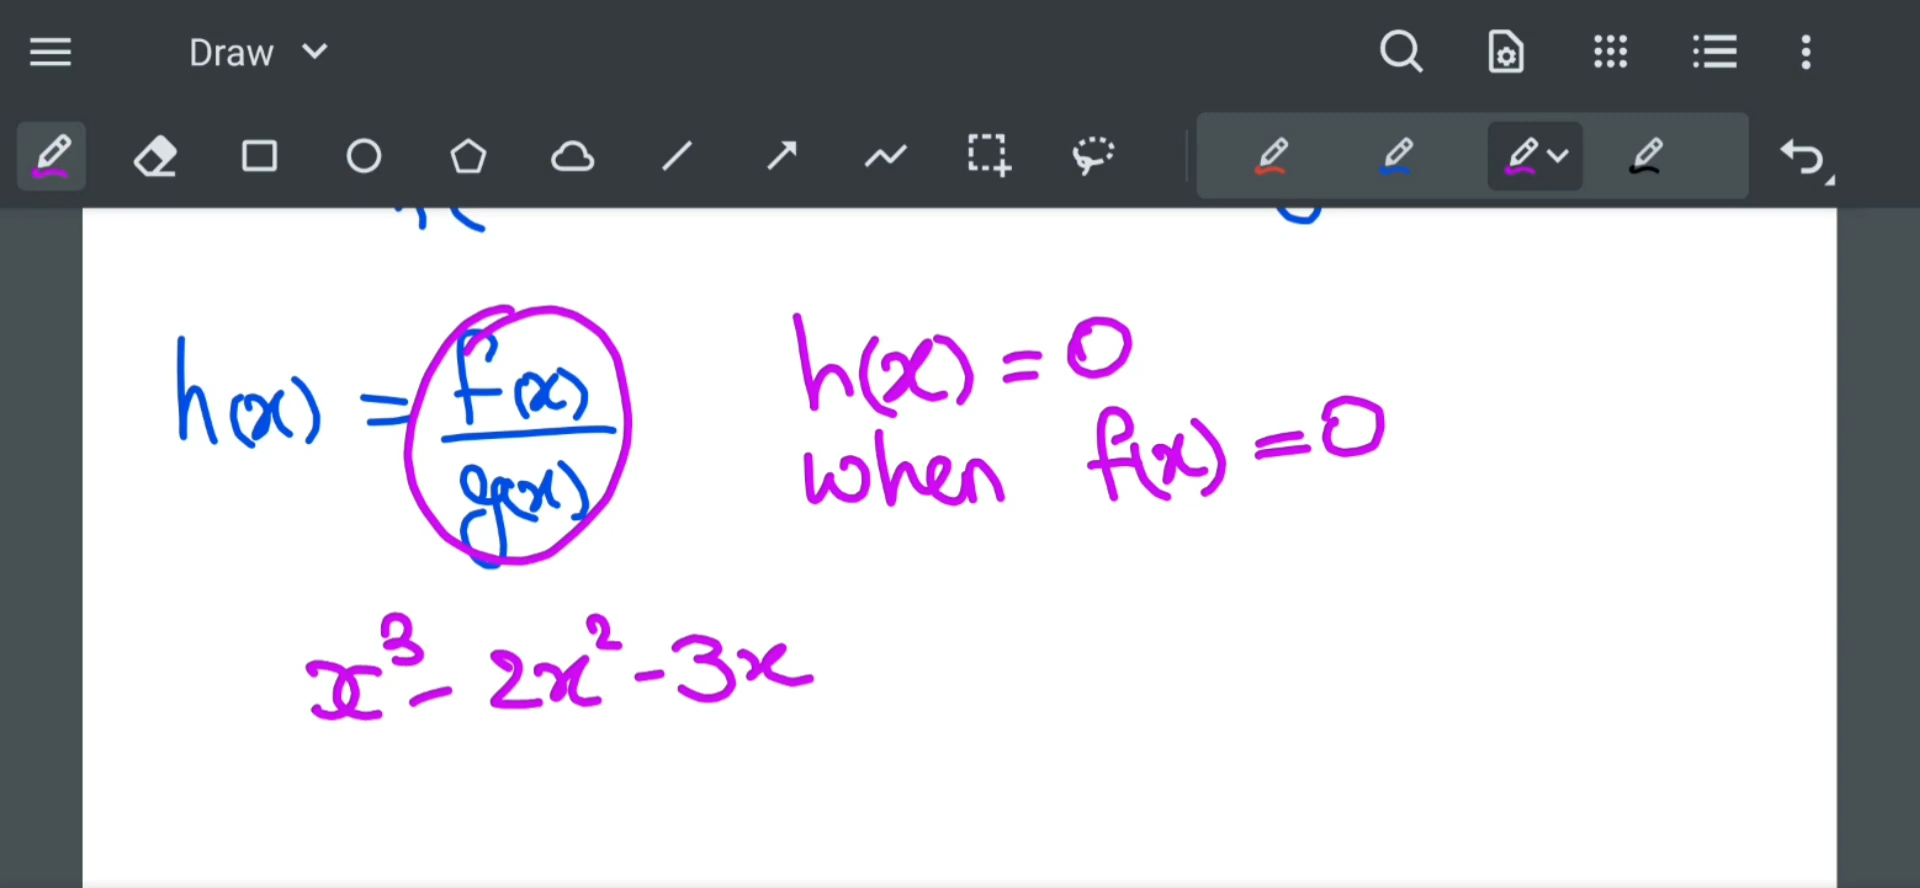 Draw
h(x) = f(x)/g(x)
h(x) = 0
when f(x) = 0
x³ - 2x² - 3x